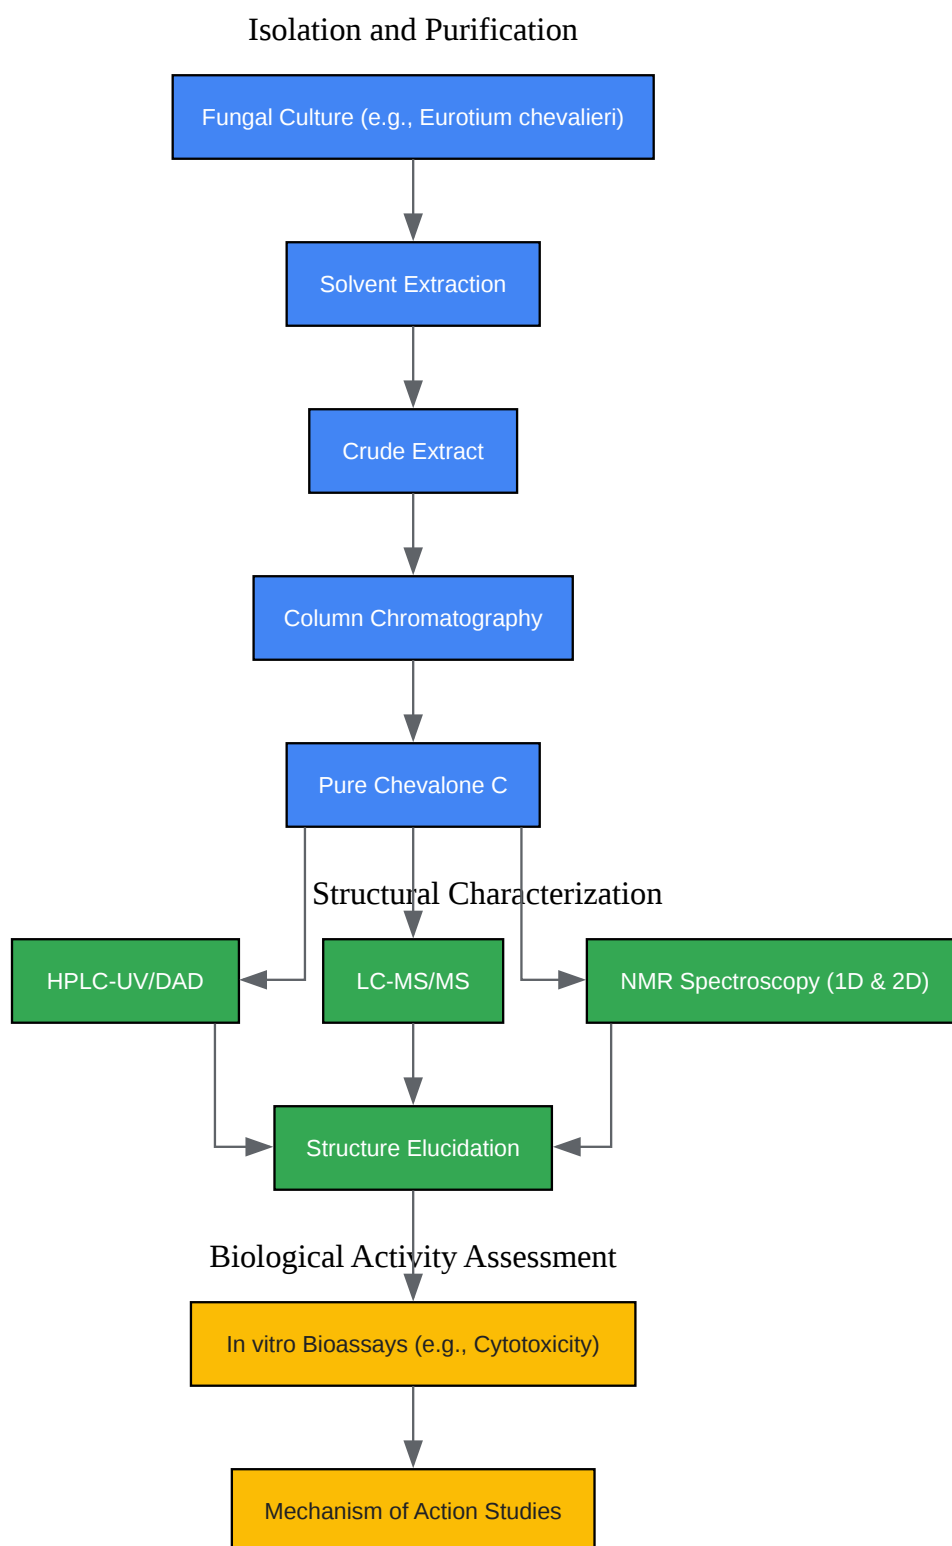 Isolation and Purification
Fungal Culture (e.g., Eurotium chevalieri)
Solvent Extraction
Crude Extract
Column Chromatography
Pure Chevalone C
Structural Characterization
HPLC-UV/DAD
LC-MS/MS
NMR Spectroscopy (1D & 2D)
Structure Elucidation
Biological Activity Assessment
In vitro Bioassays (e.g., Cytotoxicity)
Mechanism of Action Studies